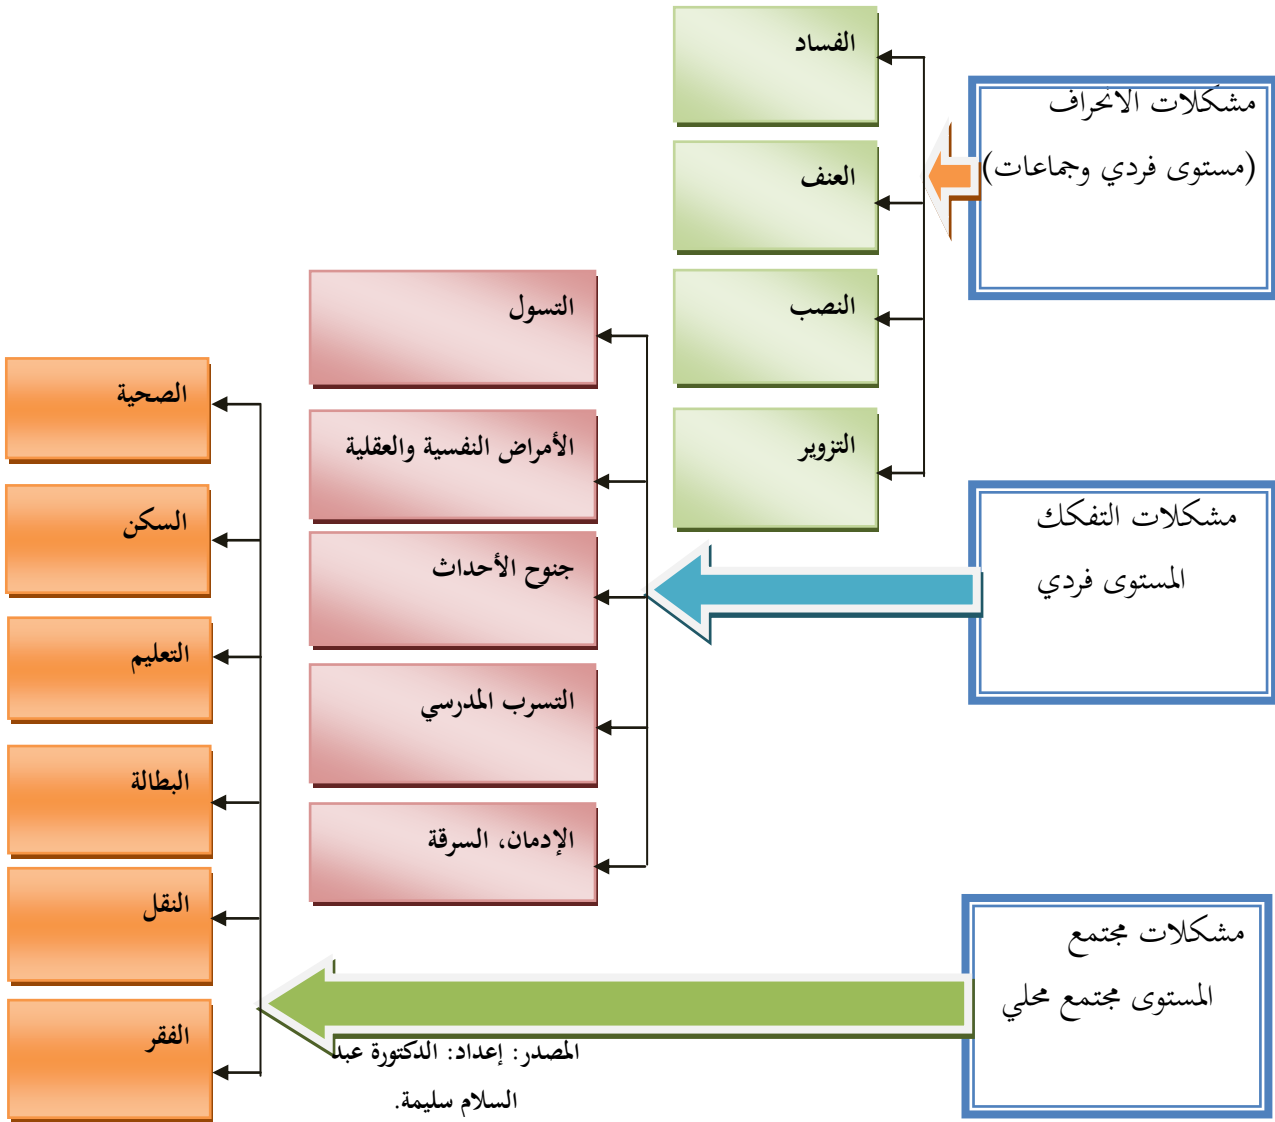 مشكلات الانحراف
(مستوى فردي وجماعات)
الفساد
العنف
النصب
التزوير
مشكلات التفكك
المستوى فردي
التسول
الأمراض النفسية والعقلية
جنوح الأحداث
التسرب المدرسي
الإدمان، السرقة
مشكلات مجتمع
المستوى مجتمع محلي
الصحية
السكن
التعليم
البطالة
النقل
الفقر
المصدر: إعداد: الدكتورة عبد
السلام سليمة.